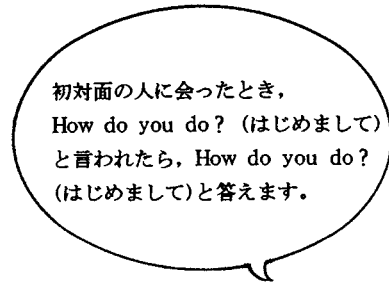 初対面の人に会ったとき，
How do you do? (はじめまして)
と言われたら，How do you do?
(はじめまして)と答えます。